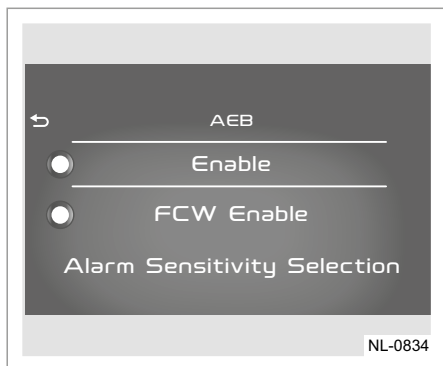 AEB
Enable
FCW Enable
Alarm Sensitivity Selection
NL-0834